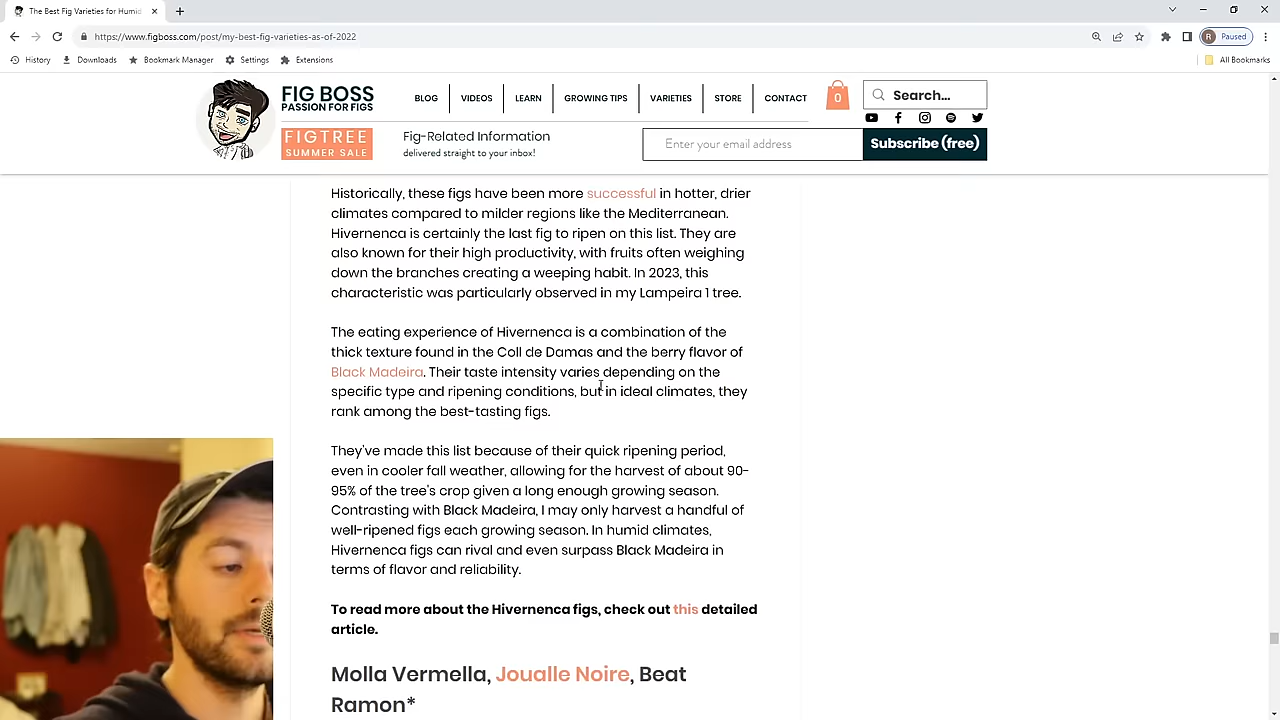 The Best Fig Varieties for Humid
https://www.figboss.com/post/my-best-fig-varieties-as-of-2022
R Paused
History Downloads Bookmark Manager Settings Extensions All Bookmarks
FIG BOSS
PASSION FOR FIGS
BLOG VIDEOS LEARN GROWING TIPS VARIETIES STORE CONTACT 0 Search...
FIGTREE
SUMMER SALE
Fig-Related Information
delivered straight to your inbox!
Enter your email address Subscribe (free)
Historically, these figs have been more successful in hotter, drier
climates compared to milder regions like the Mediterranean.
Hivernenca is certainly the last fig to ripen on this list. They are
also known for their high productivity, with fruits often weighing
down the branches creating a weeping habit. In 2023, this
characteristic was particularly observed in my Lampeira 1 tree.
The eating experience of Hivernenca is a combination of the
thick texture found in the Coll de Damas and the berry flavor of
Black Madeira. Their taste intensity varies depending on the
specific type and ripening conditions, but in ideal climates, they
rank among the best-tasting figs.
They've made this list because of their quick ripening period,
even in cooler fall weather, allowing for the harvest of about 90-
95% of the tree's crop given a long enough growing season.
Contrasting with Black Madeira, I may only harvest a handful of
well-ripened figs each growing season. In humid climates,
Hivernenca figs can rival and even surpass Black Madeira in
terms of flavor and reliability.
To read more about the Hivernenca figs, check out this detailed
article.
Molla Vermella, Joualle Noire, Beat
Ramon*